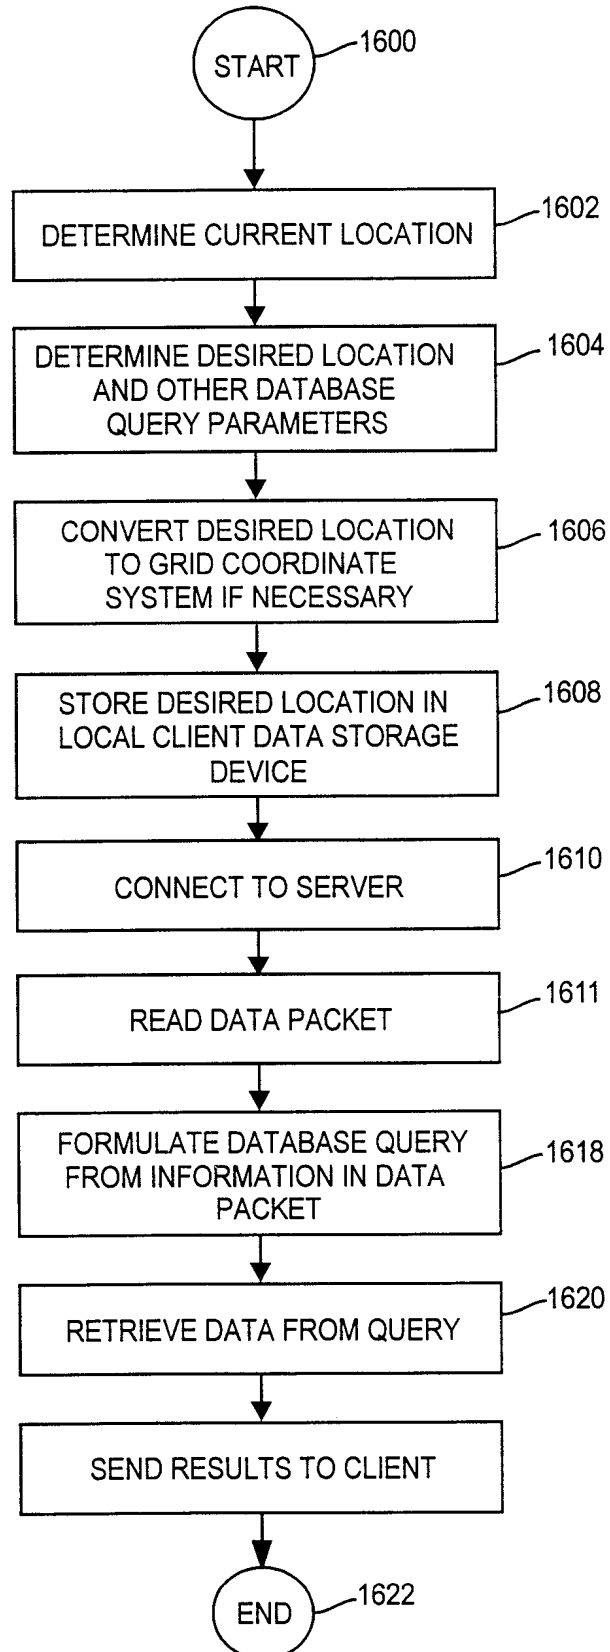 START
1600
DETERMINE CURRENT LOCATION
1602
DETERMINE DESIRED LOCATION
AND OTHER DATABASE
QUERY PARAMETERS
1604
CONVERT DESIRED LOCATION
TO GRID COORDINATE
SYSTEM IF NECESSARY
1606
STORE DESIRED LOCATION IN
LOCAL CLIENT DATA STORAGE
DEVICE
1608
CONNECT TO SERVER
1610
READ DATA PACKET
1611
FORMULATE DATABASE QUERY
FROM INFORMATION IN DATA
PACKET
1618
RETRIEVE DATA FROM QUERY
1620
SEND RESULTS TO CLIENT
END
1622